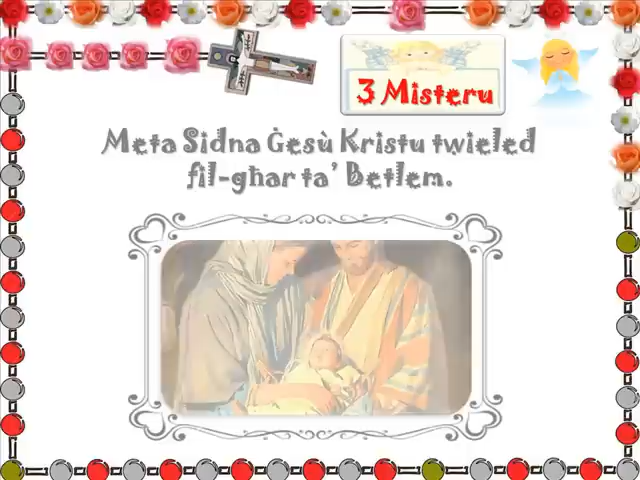 3 Misteru
Meta Sidna Ġesù Kristu twieled
fil-għar ta' Betlem.